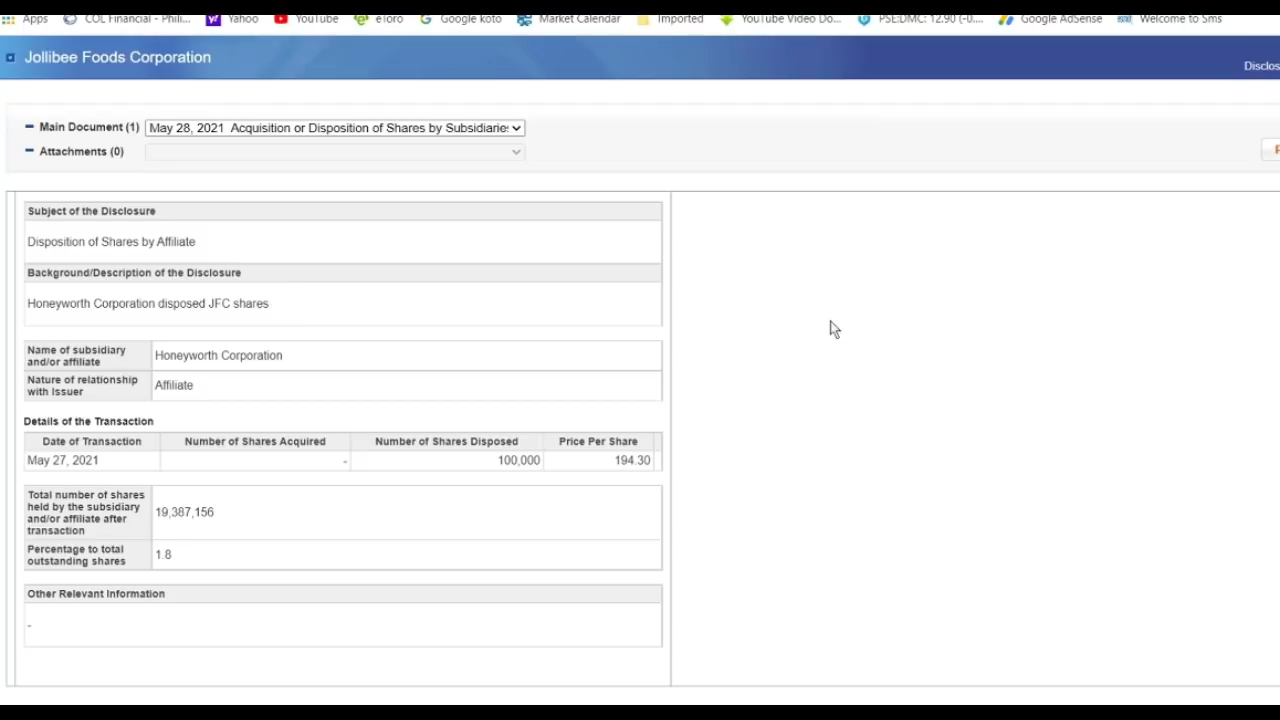 Apps COL Financial - Phili... Yahoo YouTube eToro Google koto Market Calendar Imported YouTube Video Do... PSE:DMC: 12.90 (-0.... Google AdSense Welcome to Sms
Jollibee Foods Corporation
Main Document (1) May 28, 2021 Acquisition or Disposition of Shares by Subsidiaries
Attachments (0)
Subject of the Disclosure
Disposition of Shares by Affiliate
Background/Description of the Disclosure
Honeyworth Corporation disposed JFC shares
Name of subsidiary
and/or affiliate
Honeyworth Corporation
Nature of relationship
with Issuer
Affiliate
Details of the Transaction
Date of Transaction Number of Shares Acquired Number of Shares Disposed Price Per Share
May 27, 2021 - 100,000 194.30
Total number of shares
held by the subsidiary
and/or affiliate after
transaction
19,387,156
Percentage to total
outstanding shares
1.8
Other Relevant Information
-